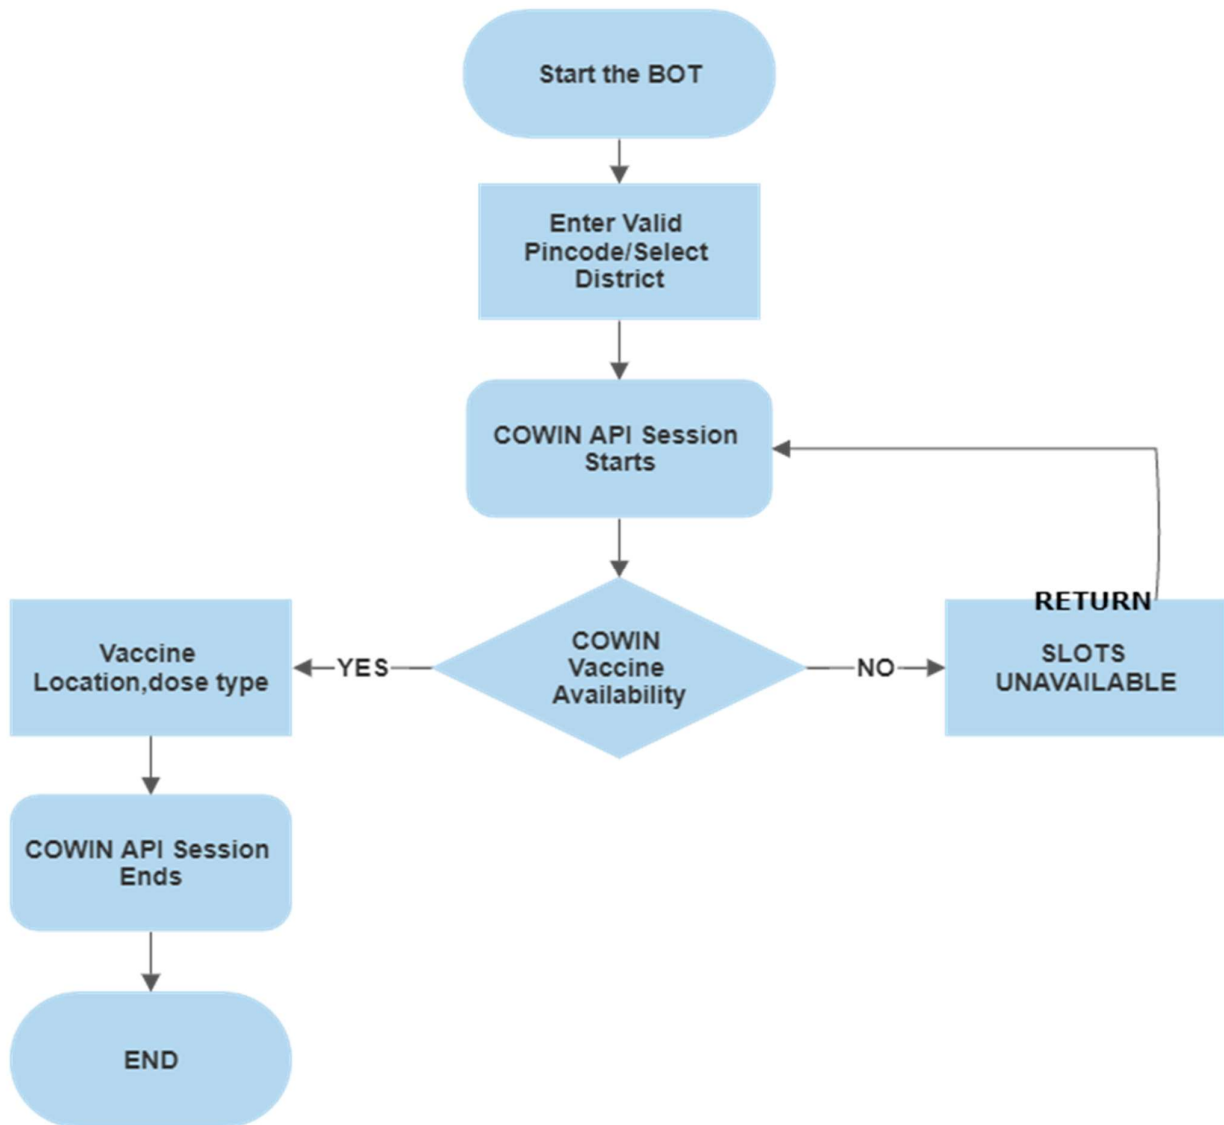 Start the BOT
Enter Valid
Pincode/Select
District
COWIN API Session
Starts
COWIN
Vaccine
Availability
YES
NO
Vaccine
Location,dose type
RETURN
SLOTS
UNAVAILABLE
COWIN API Session
Ends
END